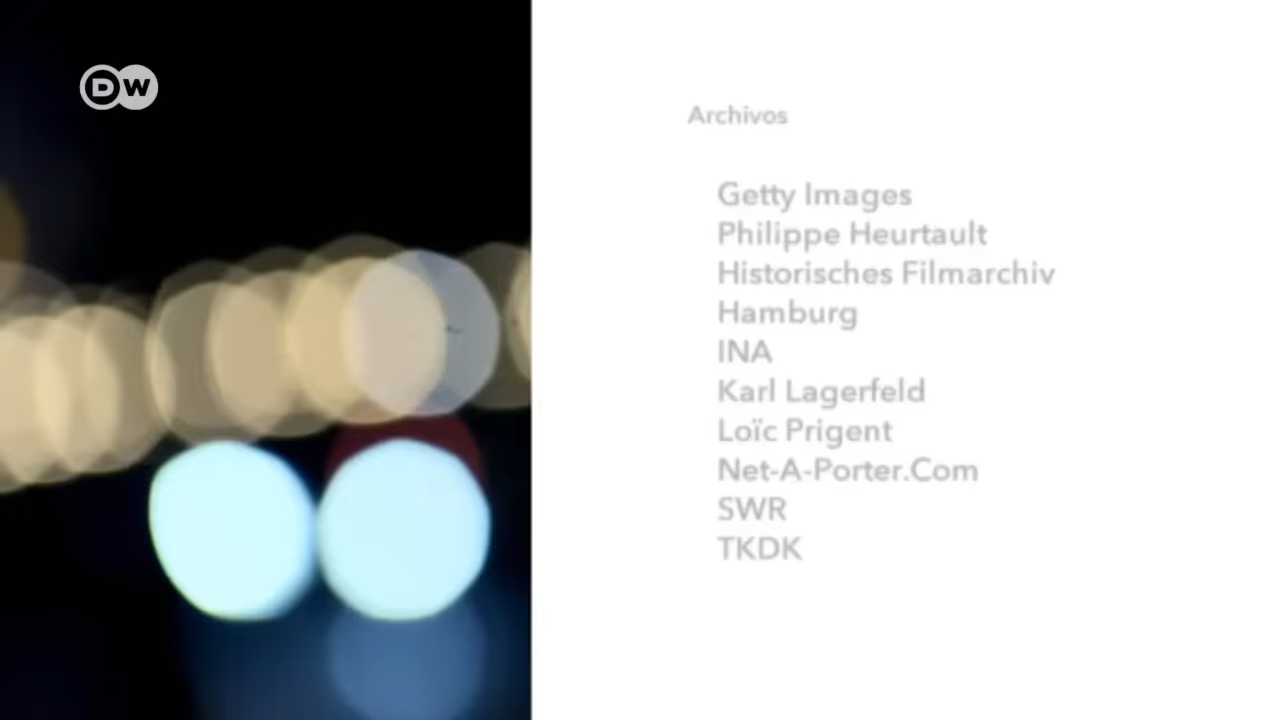 DW
Archivos
Getty Images
Philippe Heurtault
Historisches Filmarchiv
Hamburg
INA
Karl Lagerfeld
Loïc Prigent
Net-A-Porter.Com
SWR
TKDK